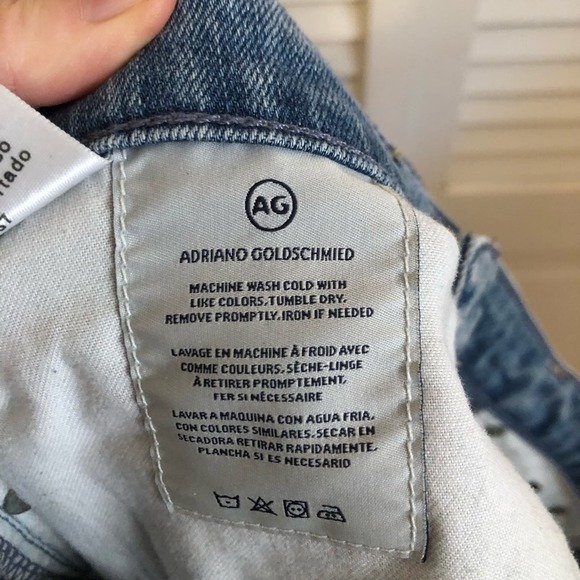 AG
ADRIANO GOLDSCHMIED
MACHINE WASH COLD WITH
LIKE COLORS. TUMBLE DRY.
REMOVE PROMPTLY. IRON IF NEEDED
LAVAGE EN MACHINE À FROID AVEC
COMME COULEURS. SÈCHE-LINGE
À RETIRER PROMPTEMENT,
FER SI NÉCESSAIRE
LAVAR A MAQUINA CON AGUA FRIA,
CON COLORES SIMILARES. SECAR EN
SECADORA RETIRAR RAPIDAMENTE,
PLANCHA SI ES NECESARIO